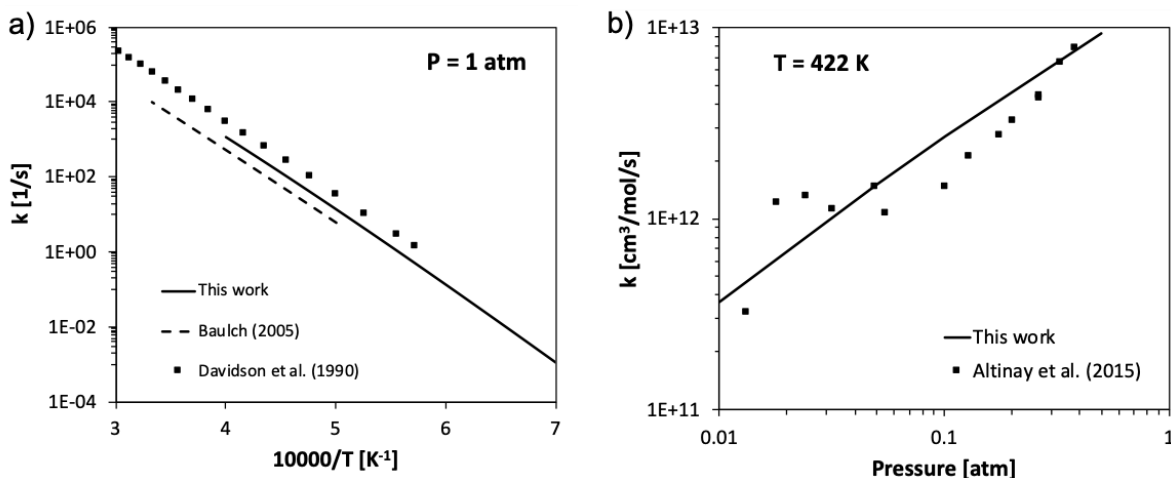 a)
P = 1 atm
k [1/s]
1E+06
1E+04
1E+02
1E+00
1E-02
1E-04
This work
Baulch (2005)
Davidson et al. (1990)
3 4 5 6 7
10000/T [K⁻¹]
b)
T = 422 K
k [cm³/mol/s]
1E+13
1E+12
1E+11
This work
Altinay et al. (2015)
0.01 0.1 1
Pressure [atm]